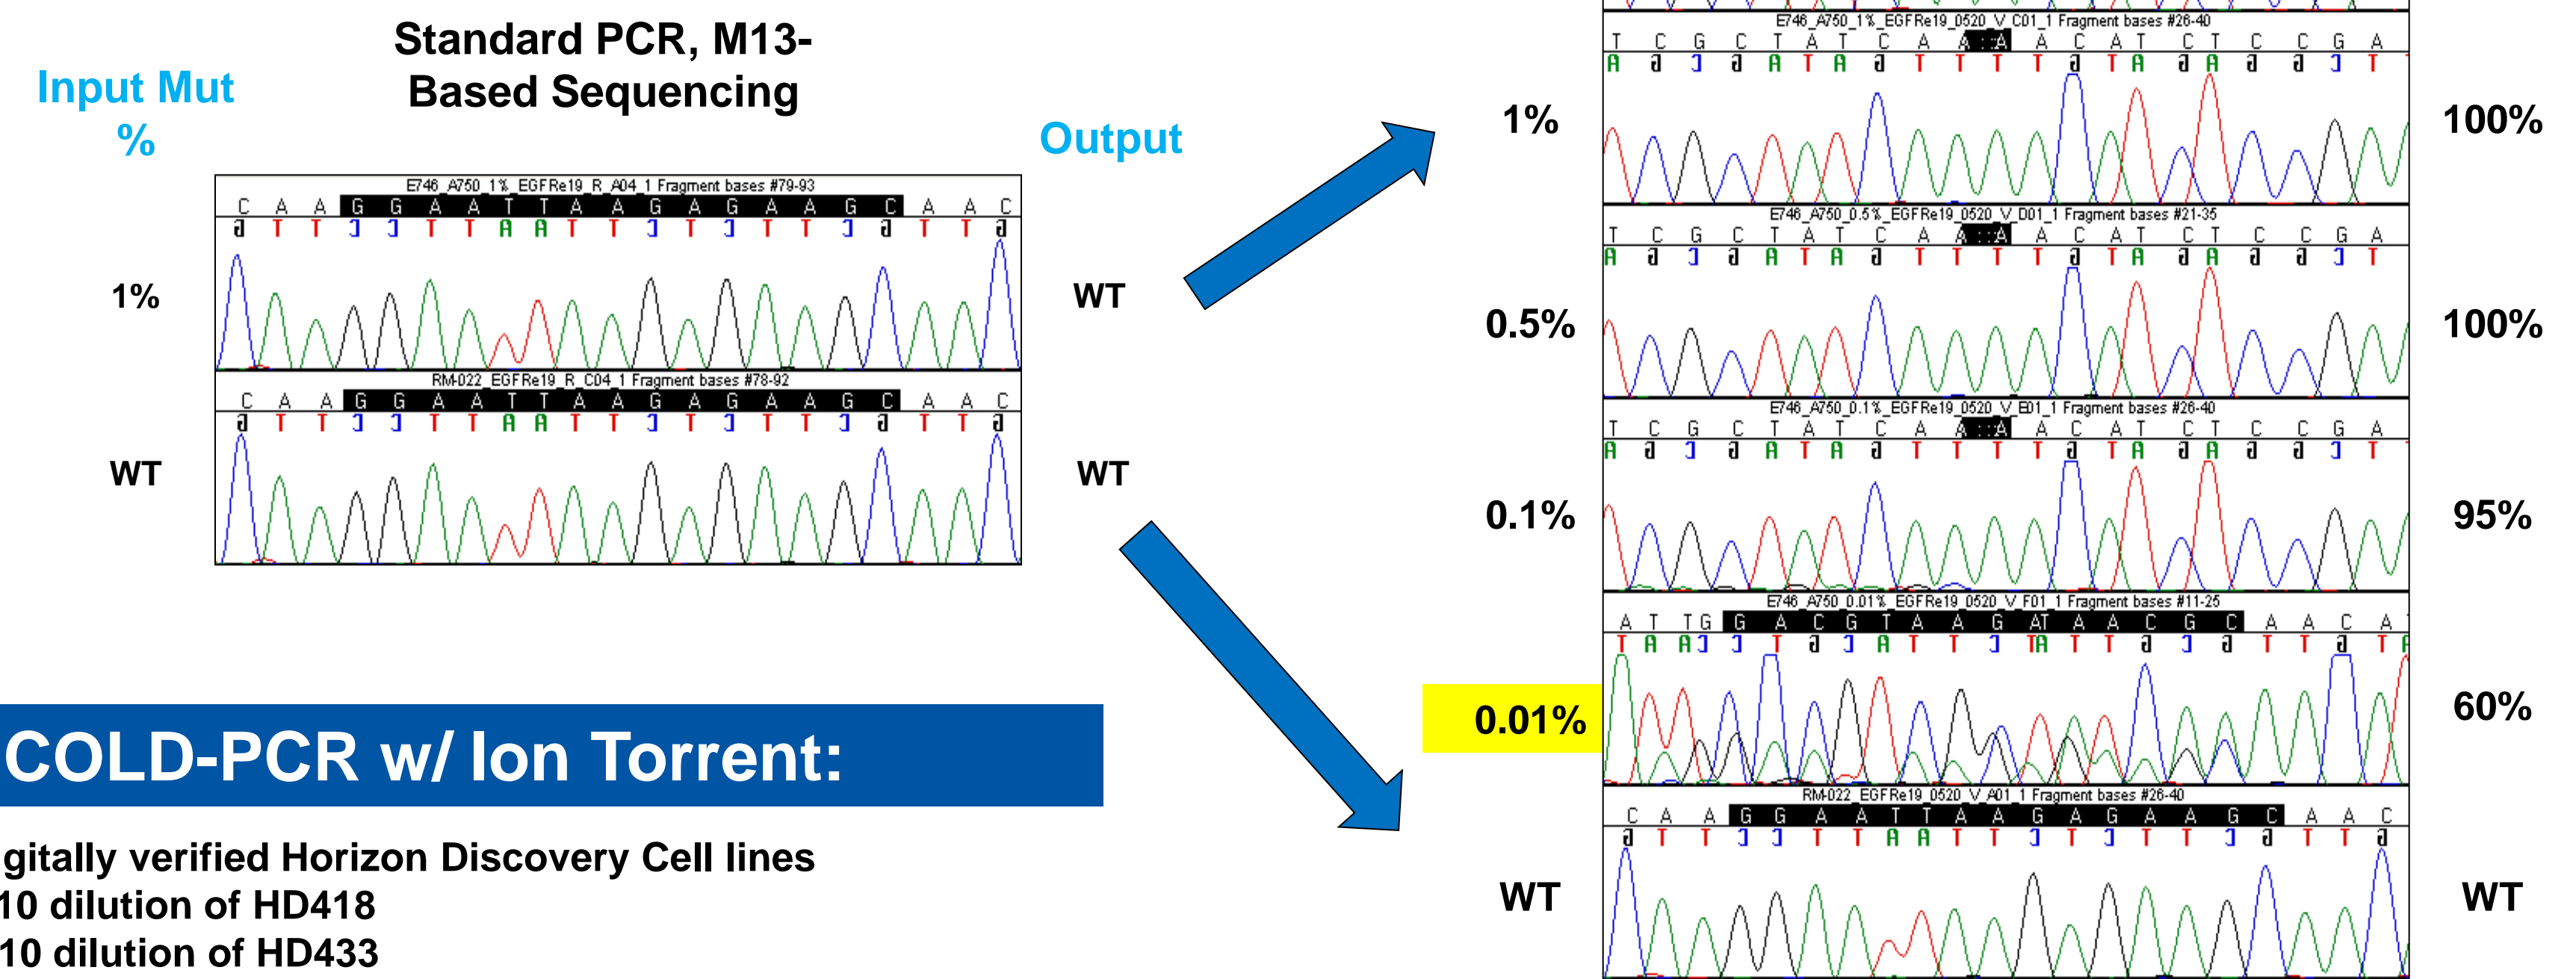 Standard PCR, M13-
Based Sequencing
Input Mut
%
Output
E746_A750_1%_EGFRe19_R_A04_1 Fragment bases #79-93
C A A G G A A T T A A G A G A A G C A A C
G T T C C T T A A T T C T C T T C G T T G
1%
WT
RM-022_EGFRe19_R_C04_1 Fragment bases #78-92
C A A G G A A T T A A G A G A A G C A A C
G T T C C T T A A T T C T C T T C G T T G
WT
WT
COLD-PCR w/ Ion Torrent:
gitally verified Horizon Discovery Cell lines
10 dilution of HD418
10 dilution of HD433
E746_A750_1%_EGFRe19_0520_V_C01_1 Fragment bases #26-40
T C G C T A T C A A A A C A T C T C C G A
A G C G A T A G T T T T G T A G A G G C T T
1%
100%
E746_A750_0.5%_EGFRe19_0520_V_D01_1 Fragment bases #21-35
T C G C T A T C A A A A C A T C T C C G A
A G C G A T A G T T T T G T A G A G G C T
0.5%
100%
E746_A750_0.1%_EGFRe19_0520_V_E01_1 Fragment bases #26-40
T C G C T A T C A A A A C A T C T C C G A
A G C G A T A G T T T T G T A G A G G C T
0.1%
95%
E746_A750_0.01%_EGFRe19_0520_V_F01_1 Fragment bases #11-25
A T T G G A C G T A A G AT A A C G C A A C A
T A A C C T G C A T T C TA T T G C G T T G T
0.01%
60%
RM-022_EGFRe19_0520_V_A01_1 Fragment bases #26-40
C A A G G A A T T A A G A G A A G C A A C
G T T C C T T A A T T C T C T T C G T T G
WT
WT